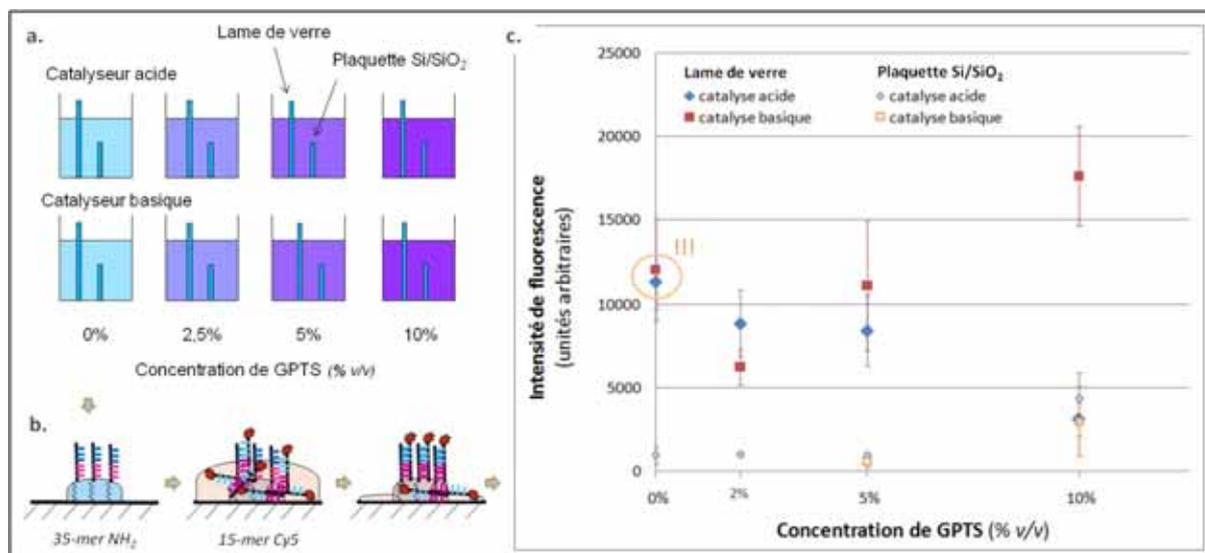 a.
Lame de verre
Plaquette Si/SiO₂
Catalyseur acide
Catalyseur basique
0%
2,5%
5%
10%
Concentration de GPTS (% v/v)
b.
35-mer NH₂
15-mer Cy5
c.
25000
20000
15000
10000
5000
0
Intensité de fluorescence
(unités arbitraires)
Lame de verre
catalyse acide
catalyse basique
Plaquette Si/SiO₂
catalyse acide
catalyse basique
!!!
0%
2%
5%
10%
Concentration de GPTS (% v/v)